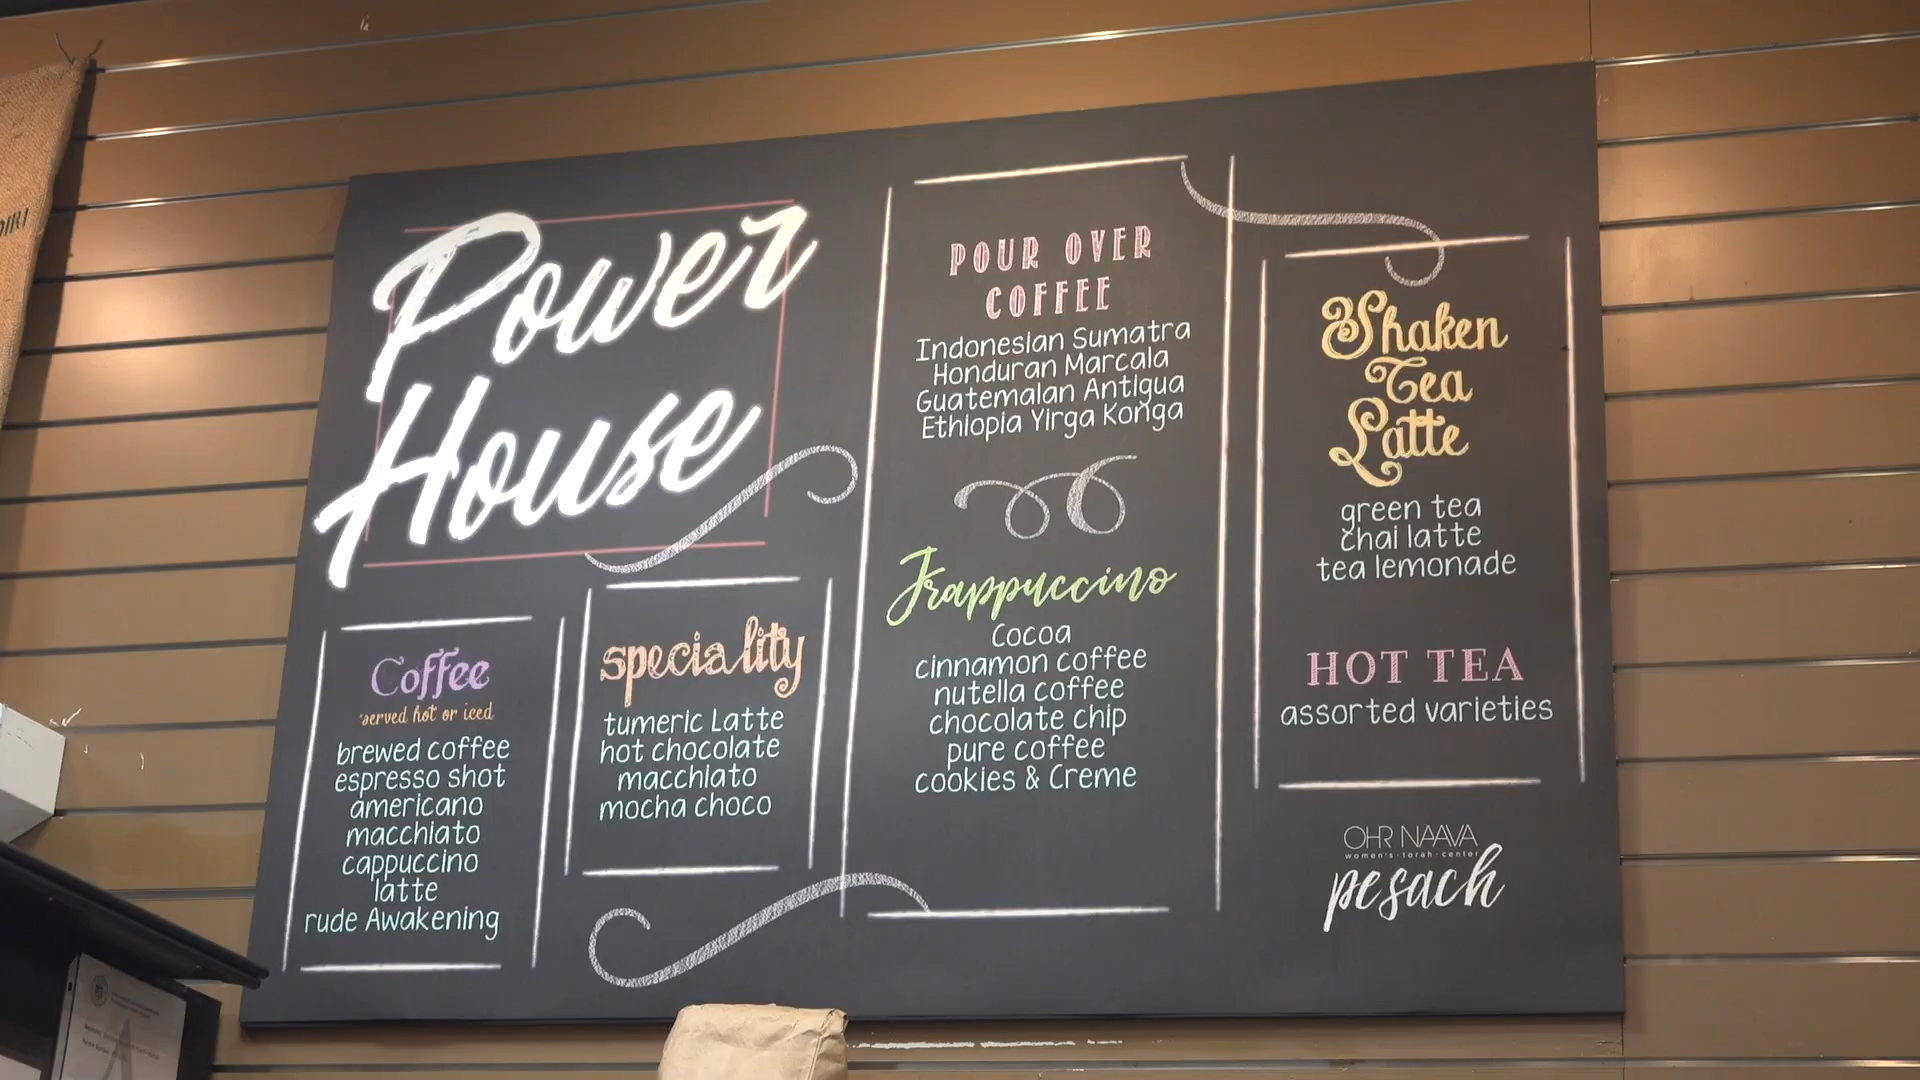 Power
House
Coffee
served hot or iced
brewed coffee
espresso shot
americano
macchiato
cappuccino
latte
rude Awakening
speciality
tumeric Latte
hot chocolate
macchiato
mocha choco
POUR OVER
COFFEE
Indonesian Sumatra
Honduran Marcala
Guatemalan Antigua
Ethiopia Yirga Konga
Frappuccino
Cocoa
cinnamon coffee
nutella coffee
chocolate chip
pure coffee
cookies & Creme
Shaken
Tea
Latte
green tea
chai latte
tea lemonade
HOT TEA
assorted varieties
OHR NAAVA
women's·torah·center
pesach